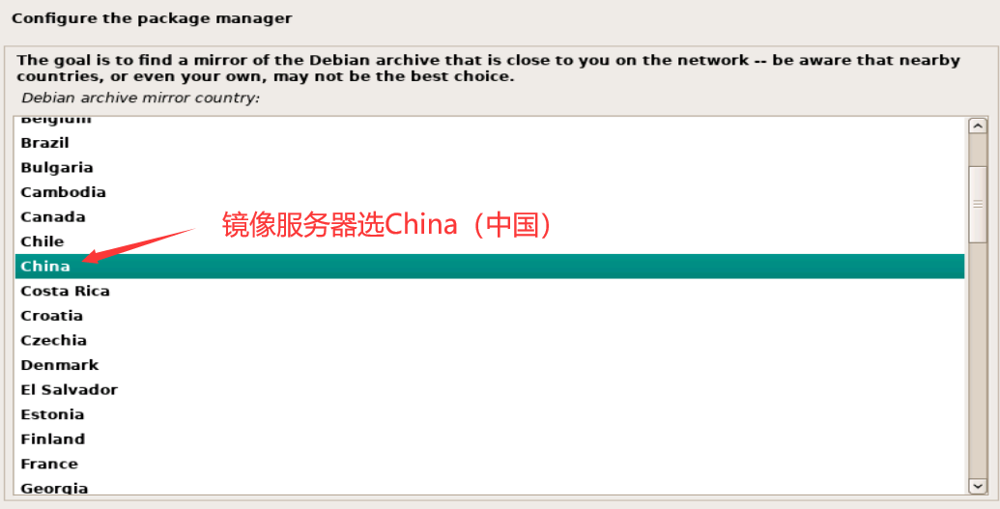 Configure the package manager
The goal is to find a mirror of the Debian archive that is close to you on the network -- be aware that nearby
countries, or even your own, may not be the best choice.
Debian archive mirror country:
Belgium
Brazil
Bulgaria
Cambodia
Canada
镜像服务器选China（中国）
Chile
China
Costa Rica
Croatia
Czechia
Denmark
El Salvador
Estonia
Finland
France
Georgia